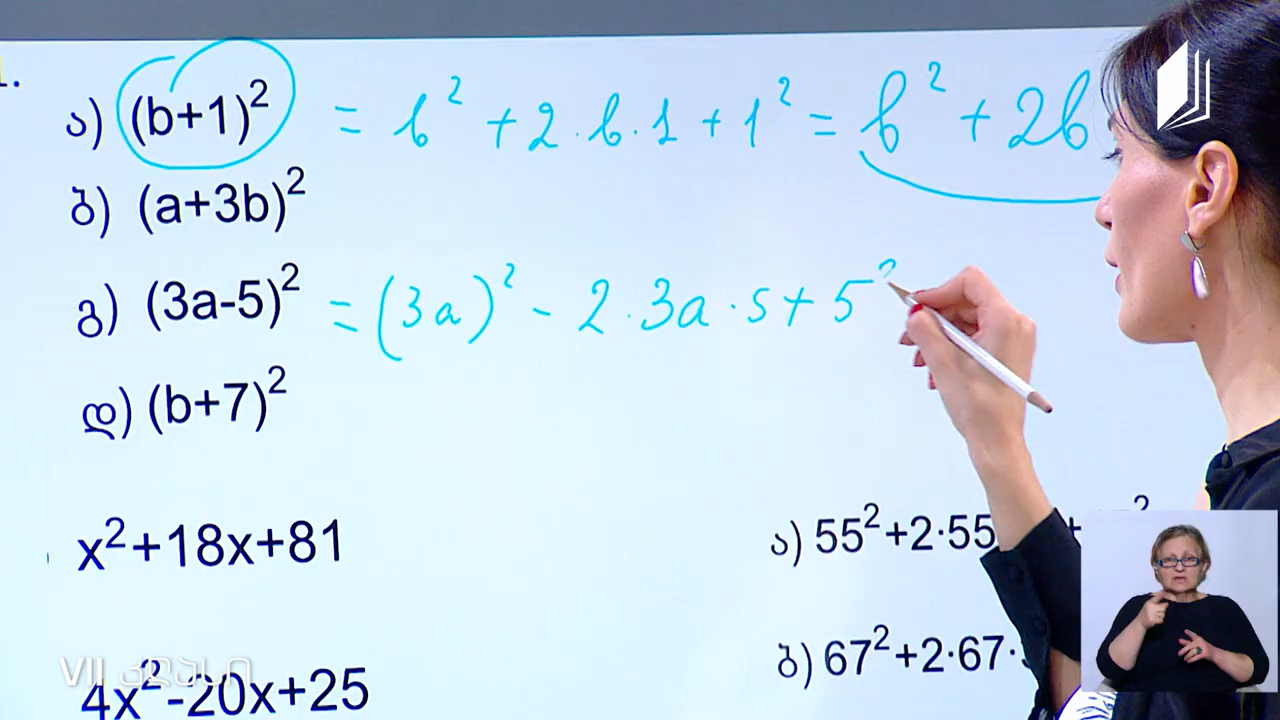 1.
ა) (b+1)² = b² + 2·b·1 + 1² = b² + 2b
ბ) (a+3b)²
გ) (3a-5)² = (3a)² - 2·3a·5 + 5²
დ) (b+7)²
x²+18x+81
4x²-20x+25
ა) 55²+2·55
ბ) 67²+2·67·
VII კლასი